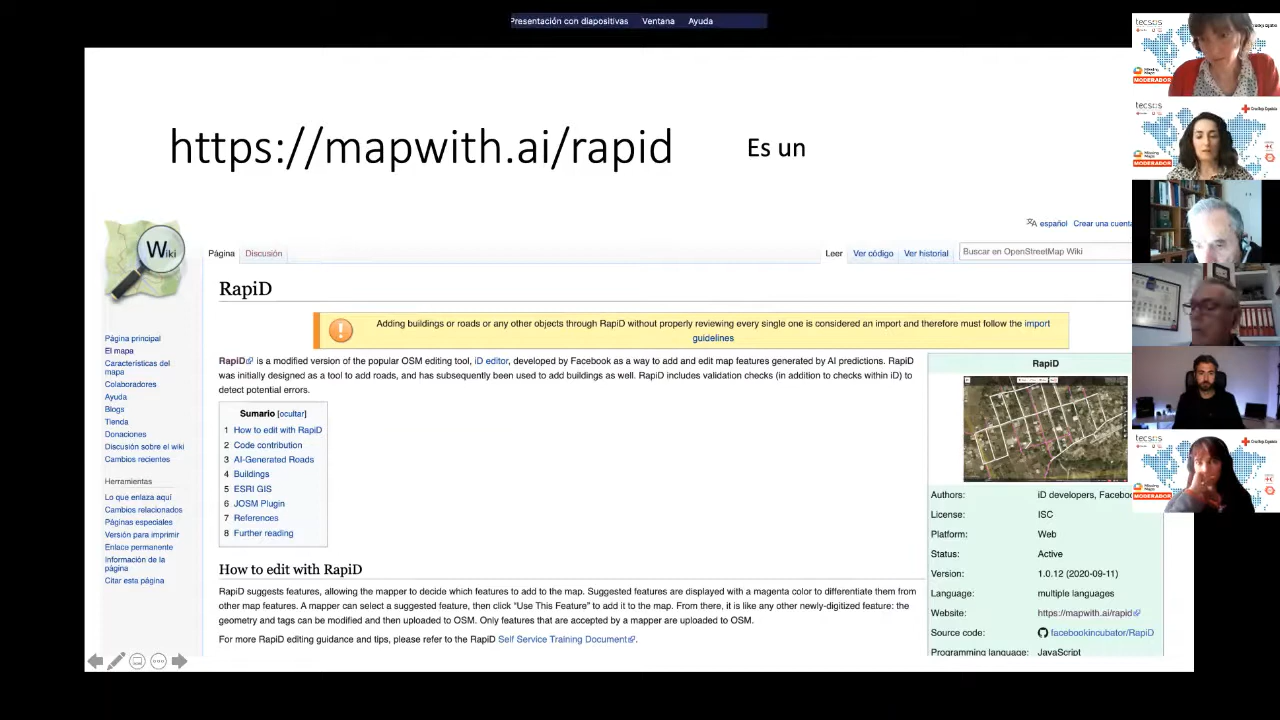 Presentación con diapositivas Ventana Ayuda
https://mapwith.ai/rapid
Es un
Wiki
español Crear una cuenta
Página Discusión
Leer Ver código Ver historial
Buscar en OpenStreetMap Wiki
RapiD
Adding buildings or roads or any other objects through RapiD without properly reviewing every single one is considered an import and therefore must follow the import
guidelines
Página principal
El mapa
Características del
mapa
Colaboradores
Ayuda
Blogs
Tienda
Donaciones
Discusión sobre el wiki
Cambios recientes
Herramientas
Lo que enlaza aquí
Cambios relacionados
Páginas especiales
Versión para imprimir
Enlace permanente
Información de la
página
Citar esta página
RapiD is a modified version of the popular OSM editing tool, iD editor, developed by Facebook as a way to add and edit map features generated by AI predictions. RapiD
was initially designed as a tool to add roads, and has subsequently been used to add buildings as well. RapiD includes validation checks (in addition to checks within iD) to
detect potential errors.
Sumario [ocultar]
1 How to edit with RapiD
2 Code contribution
3 AI-Generated Roads
4 Buildings
5 ESRI GIS
6 JOSM Plugin
7 References
8 Further reading
How to edit with RapiD
RapiD suggests features, allowing the mapper to decide which features to add to the map. Suggested features are displayed with a magenta color to differentiate them from
other map features. A mapper can select a suggested feature, then click "Use This Feature" to add it to the map. From there, it is like any other newly-digitized feature: the
geometry and tags can be modified and then uploaded to OSM. Only features that are accepted by a mapper are uploaded to OSM.
For more RapiD editing guidance and tips, please refer to the RapiD Self Service Training Document.
RapiD
Authors: iD developers, Facebo
License: ISC
Platform: Web
Status: Active
Version: 1.0.12 (2020-09-11)
Language: multiple languages
Website: https://mapwith.ai/rapid
Source code: facebookincubator/RapiD
Programming language: JavaScript
tecsos
MODERADOR
tecsos
Cruz Roja Española
MODERADOR
tecsos
Cruz Roja Española
MODERADOR